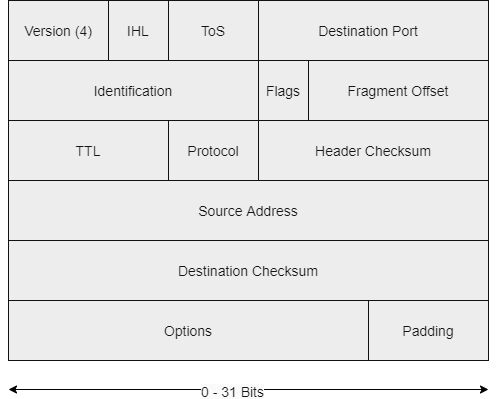 Version (4) IHL ToS Destination Port
Identification Flags Fragment Offset
TTL Protocol Header Checksum
Source Address
Destination Checksum
Options Padding
0 - 31 Bits